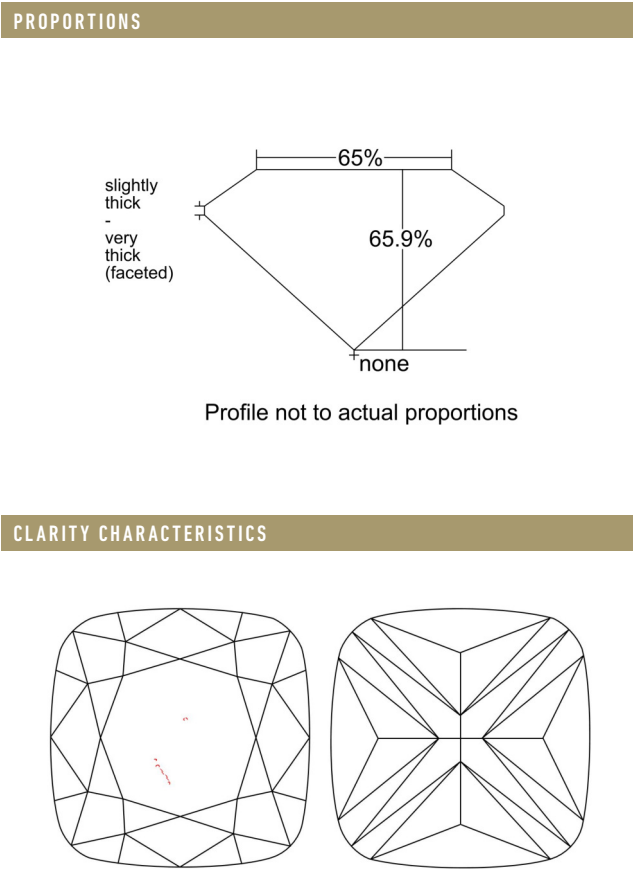 PROPORTIONS
65%
slightly
thick
-
very
thick
(faceted)
65.9%
none
Profile not to actual proportions
CLARITY CHARACTERISTICS